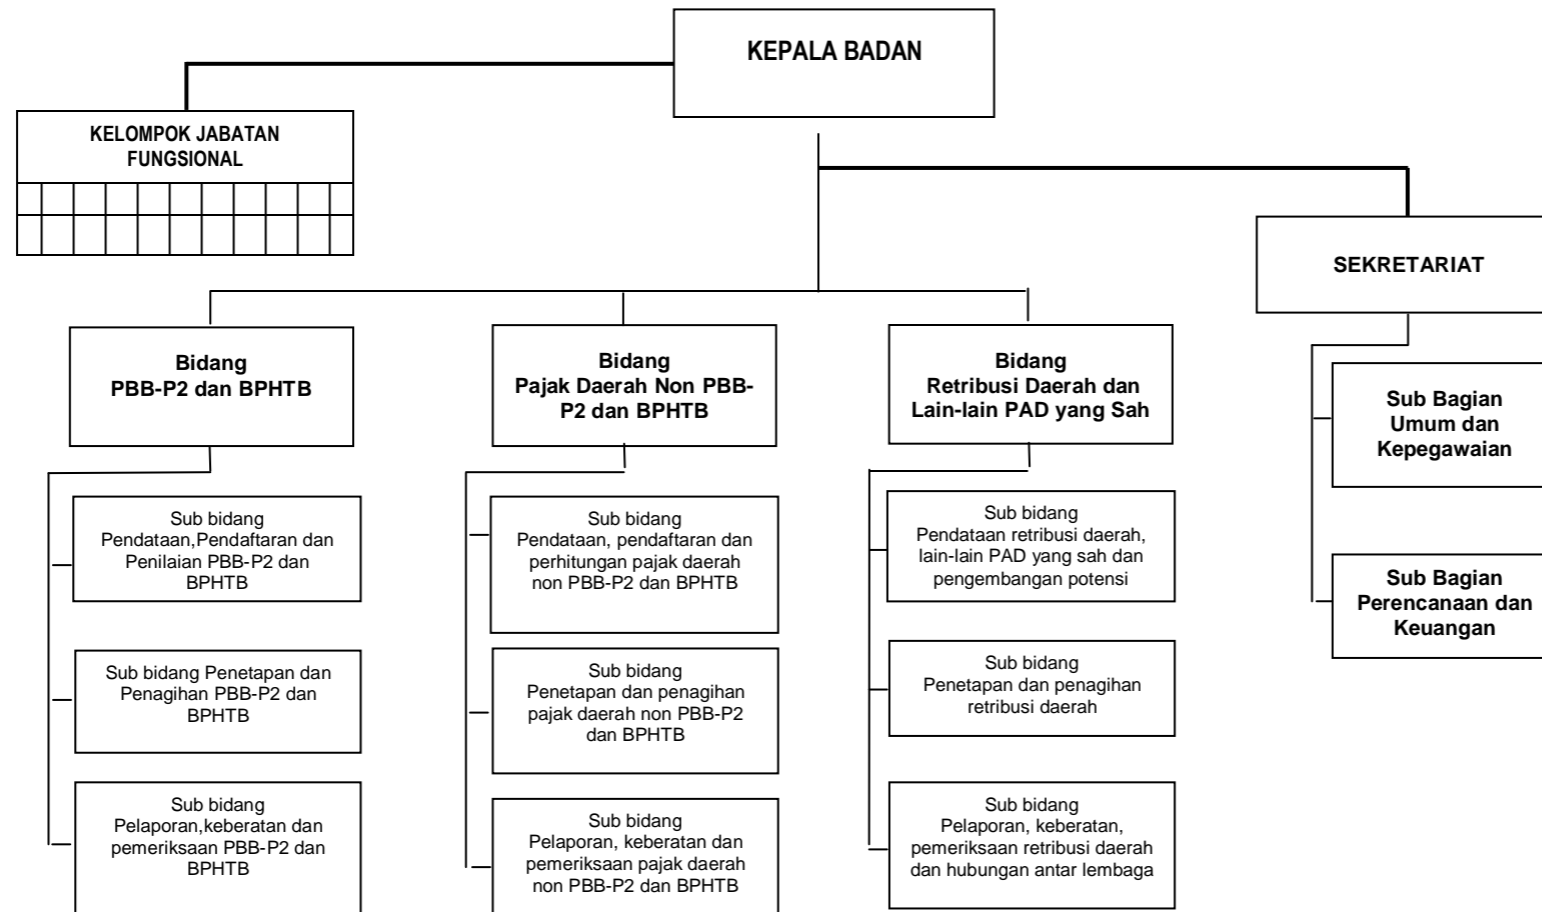 KEPALA BADAN
KELOMPOK JABATAN
FUNGSIONAL
SEKRETARIAT
Bidang
PBB-P2 dan BPHTB
Bidang
Pajak Daerah Non PBB-
P2 dan BPHTB
Bidang
Retribusi Daerah dan
Lain-lain PAD yang Sah
Sub Bagian
Umum dan
Kepegawaian
Sub Bagian
Perencanaan dan
Keuangan
Sub bidang
Pendataan,Pendaftaran dan
Penilaian PBB-P2 dan
BPHTB
Sub bidang Penetapan dan
Penagihan PBB-P2 dan
BPHTB
Sub bidang
Pelaporan,keberatan dan
pemeriksaan PBB-P2 dan
BPHTB
Sub bidang
Pendataan, pendaftaran dan
perhitungan pajak daerah
non PBB-P2 dan BPHTB
Sub bidang
Penetapan dan penagihan
pajak daerah non PBB-P2
dan BPHTB
Sub bidang
Pelaporan, keberatan dan
pemeriksaan pajak daerah
non PBB-P2 dan BPHTB
Sub bidang
Pendataan retribusi daerah,
lain-lain PAD yang sah dan
pengembangan potensi
Sub bidang
Penetapan dan penagihan
retribusi daerah
Sub bidang
Pelaporan, keberatan,
pemeriksaan retribusi daerah
dan hubungan antar lembaga